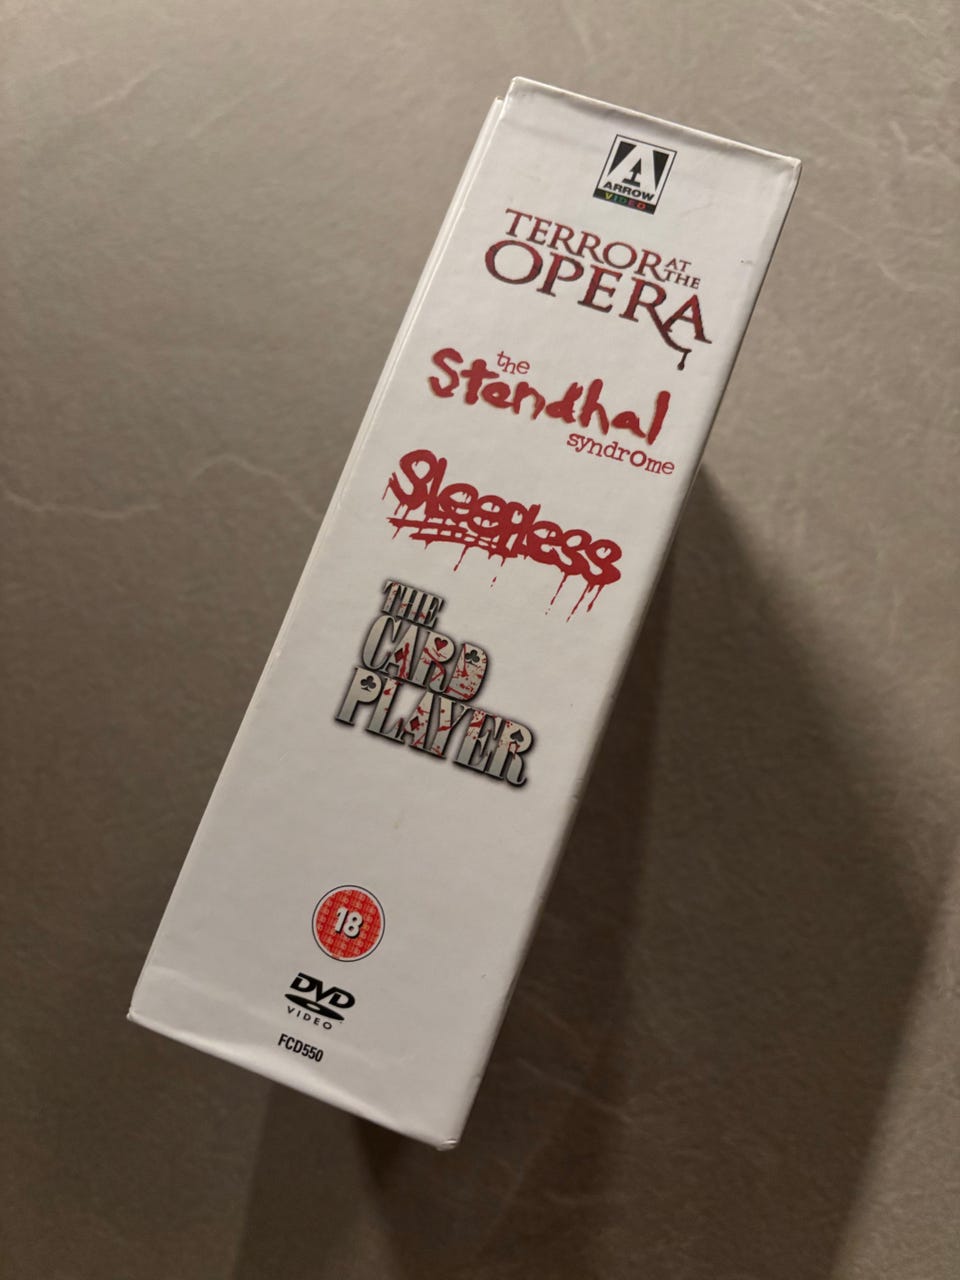 ARROW
VIDEO
TERROR AT THE
OPERA
the
Stendhal
syndrome
Sleepless
THE
CARD
PLAYER
18
DVD
VIDEO
FCD550